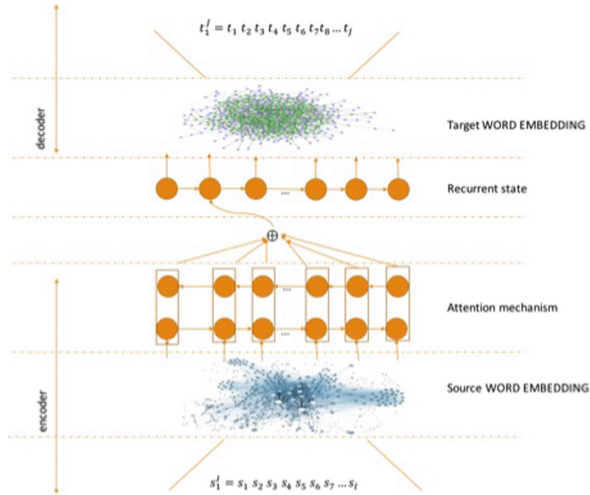 t₁ᴶ = t₁ t₂ t₃ t₄ t₅ t₆ t₇t₈ ... tⱼ
decoder
Target WORD EMBEDDING
Recurrent state
...
⊕
...
Attention mechanism
...
encoder
Source WORD EMBEDDING
s₁ᴵ = s₁ s₂ s₃ s₄ s₅ s₆ s₇ ... sᵢ